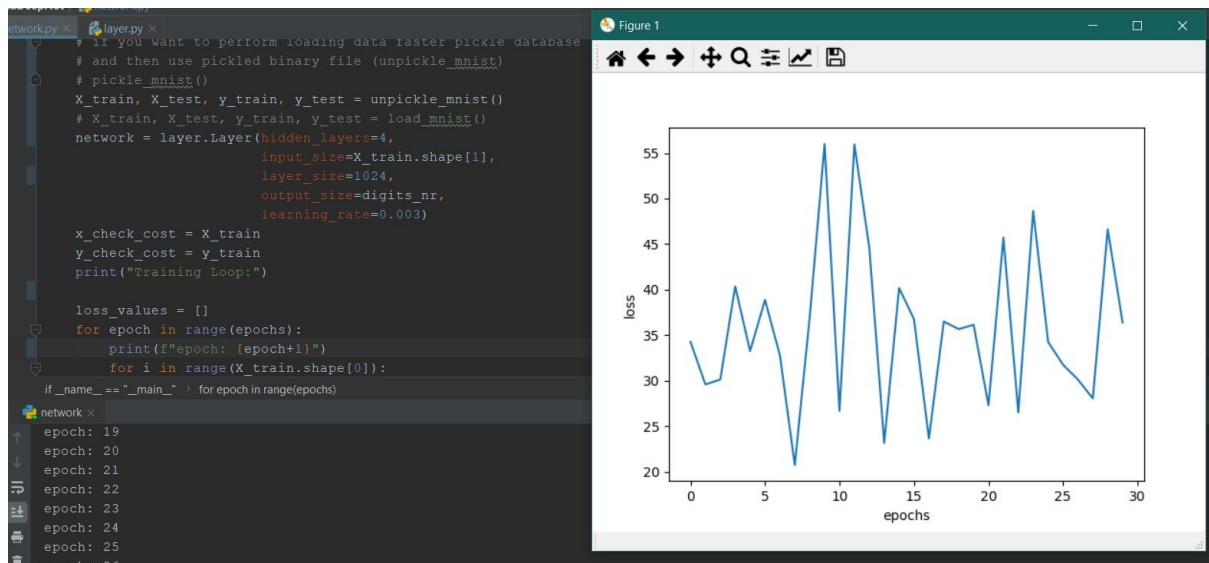 network.py
layer.py
# if you want to perform loading data faster pickle database
# and then use pickled binary file (unpickle_mnist)
# pickle_mnist()
X_train, X_test, y_train, y_test = unpickle_mnist()
# X_train, X_test, y_train, y_test = load_mnist()
network = layer.Layer(hidden_layers=4,
input_size=X_train.shape[1],
layer_size=1024,
output_size=digits_nr,
learning_rate=0.003)
x_check_cost = X_train
y_check_cost = y_train
print("Training Loop:")
loss_values = []
for epoch in range(epochs):
print(f"epoch: {epoch+1}")
for i in range(X_train.shape[0]):
if __name__ == "__main__" › for epoch in range(epochs)
network
epoch: 19
epoch: 20
epoch: 21
epoch: 22
epoch: 23
epoch: 24
epoch: 25
Figure 1
55
50
45
40
35
30
25
20
loss
0 5 10 15 20 25 30
epochs